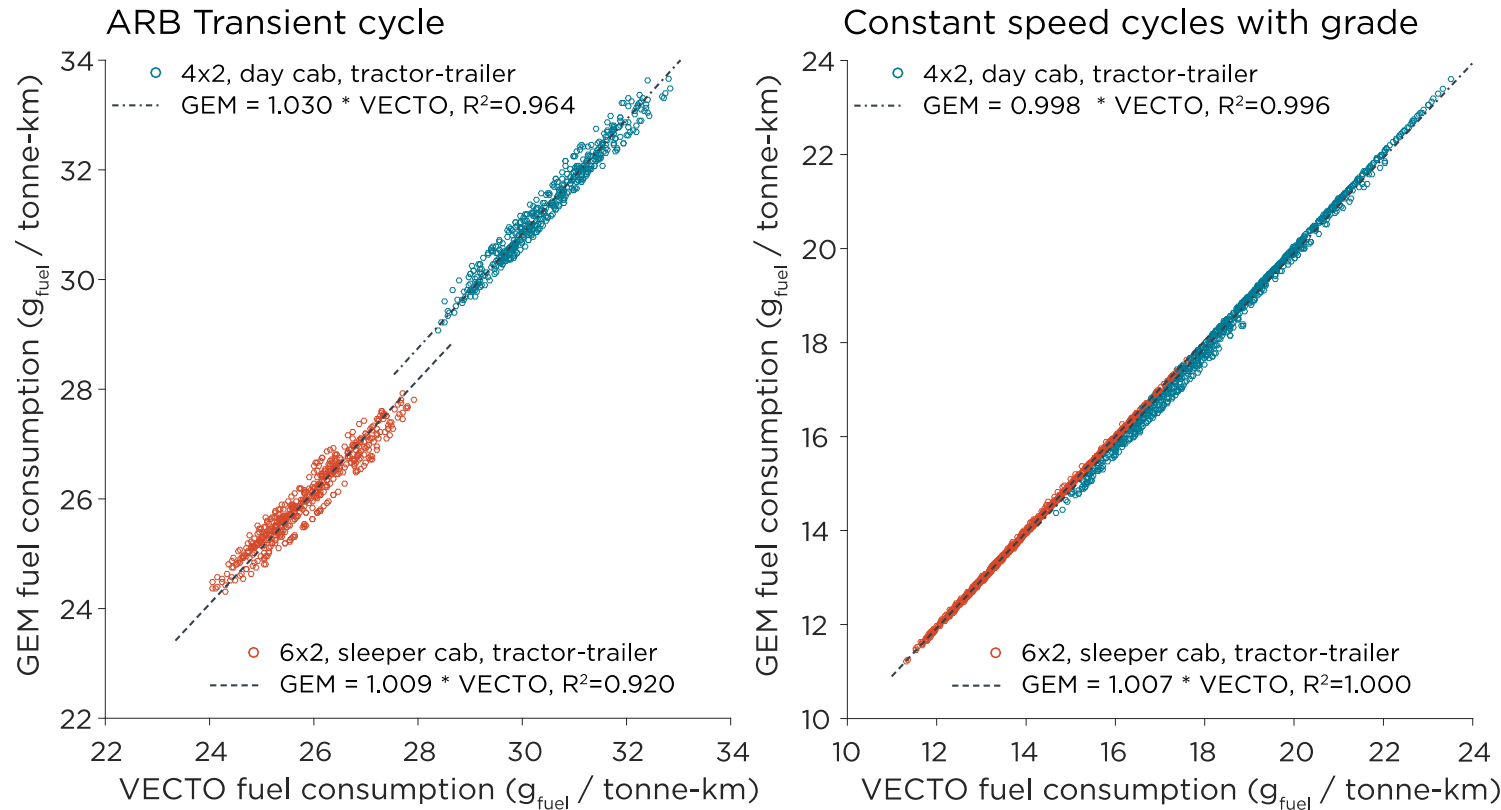 ARB Transient cycle
34
32
30
28
26
24
22
GEM fuel consumption (g_fuel / tonne-km)
4x2, day cab, tractor-trailer
GEM = 1.030 * VECTO, R²=0.964
6x2, sleeper cab, tractor-trailer
GEM = 1.009 * VECTO, R²=0.920
22 24 26 28 30 32 34
VECTO fuel consumption (g_fuel / tonne-km)
Constant speed cycles with grade
24
22
20
18
16
14
12
10
GEM fuel consumption (g_fuel / tonne-km)
4x2, day cab, tractor-trailer
GEM = 0.998 * VECTO, R²=0.996
6x2, sleeper cab, tractor-trailer
GEM = 1.007 * VECTO, R²=1.000
10 12 14 16 18 20 22 24
VECTO fuel consumption (g_fuel / tonne-km)